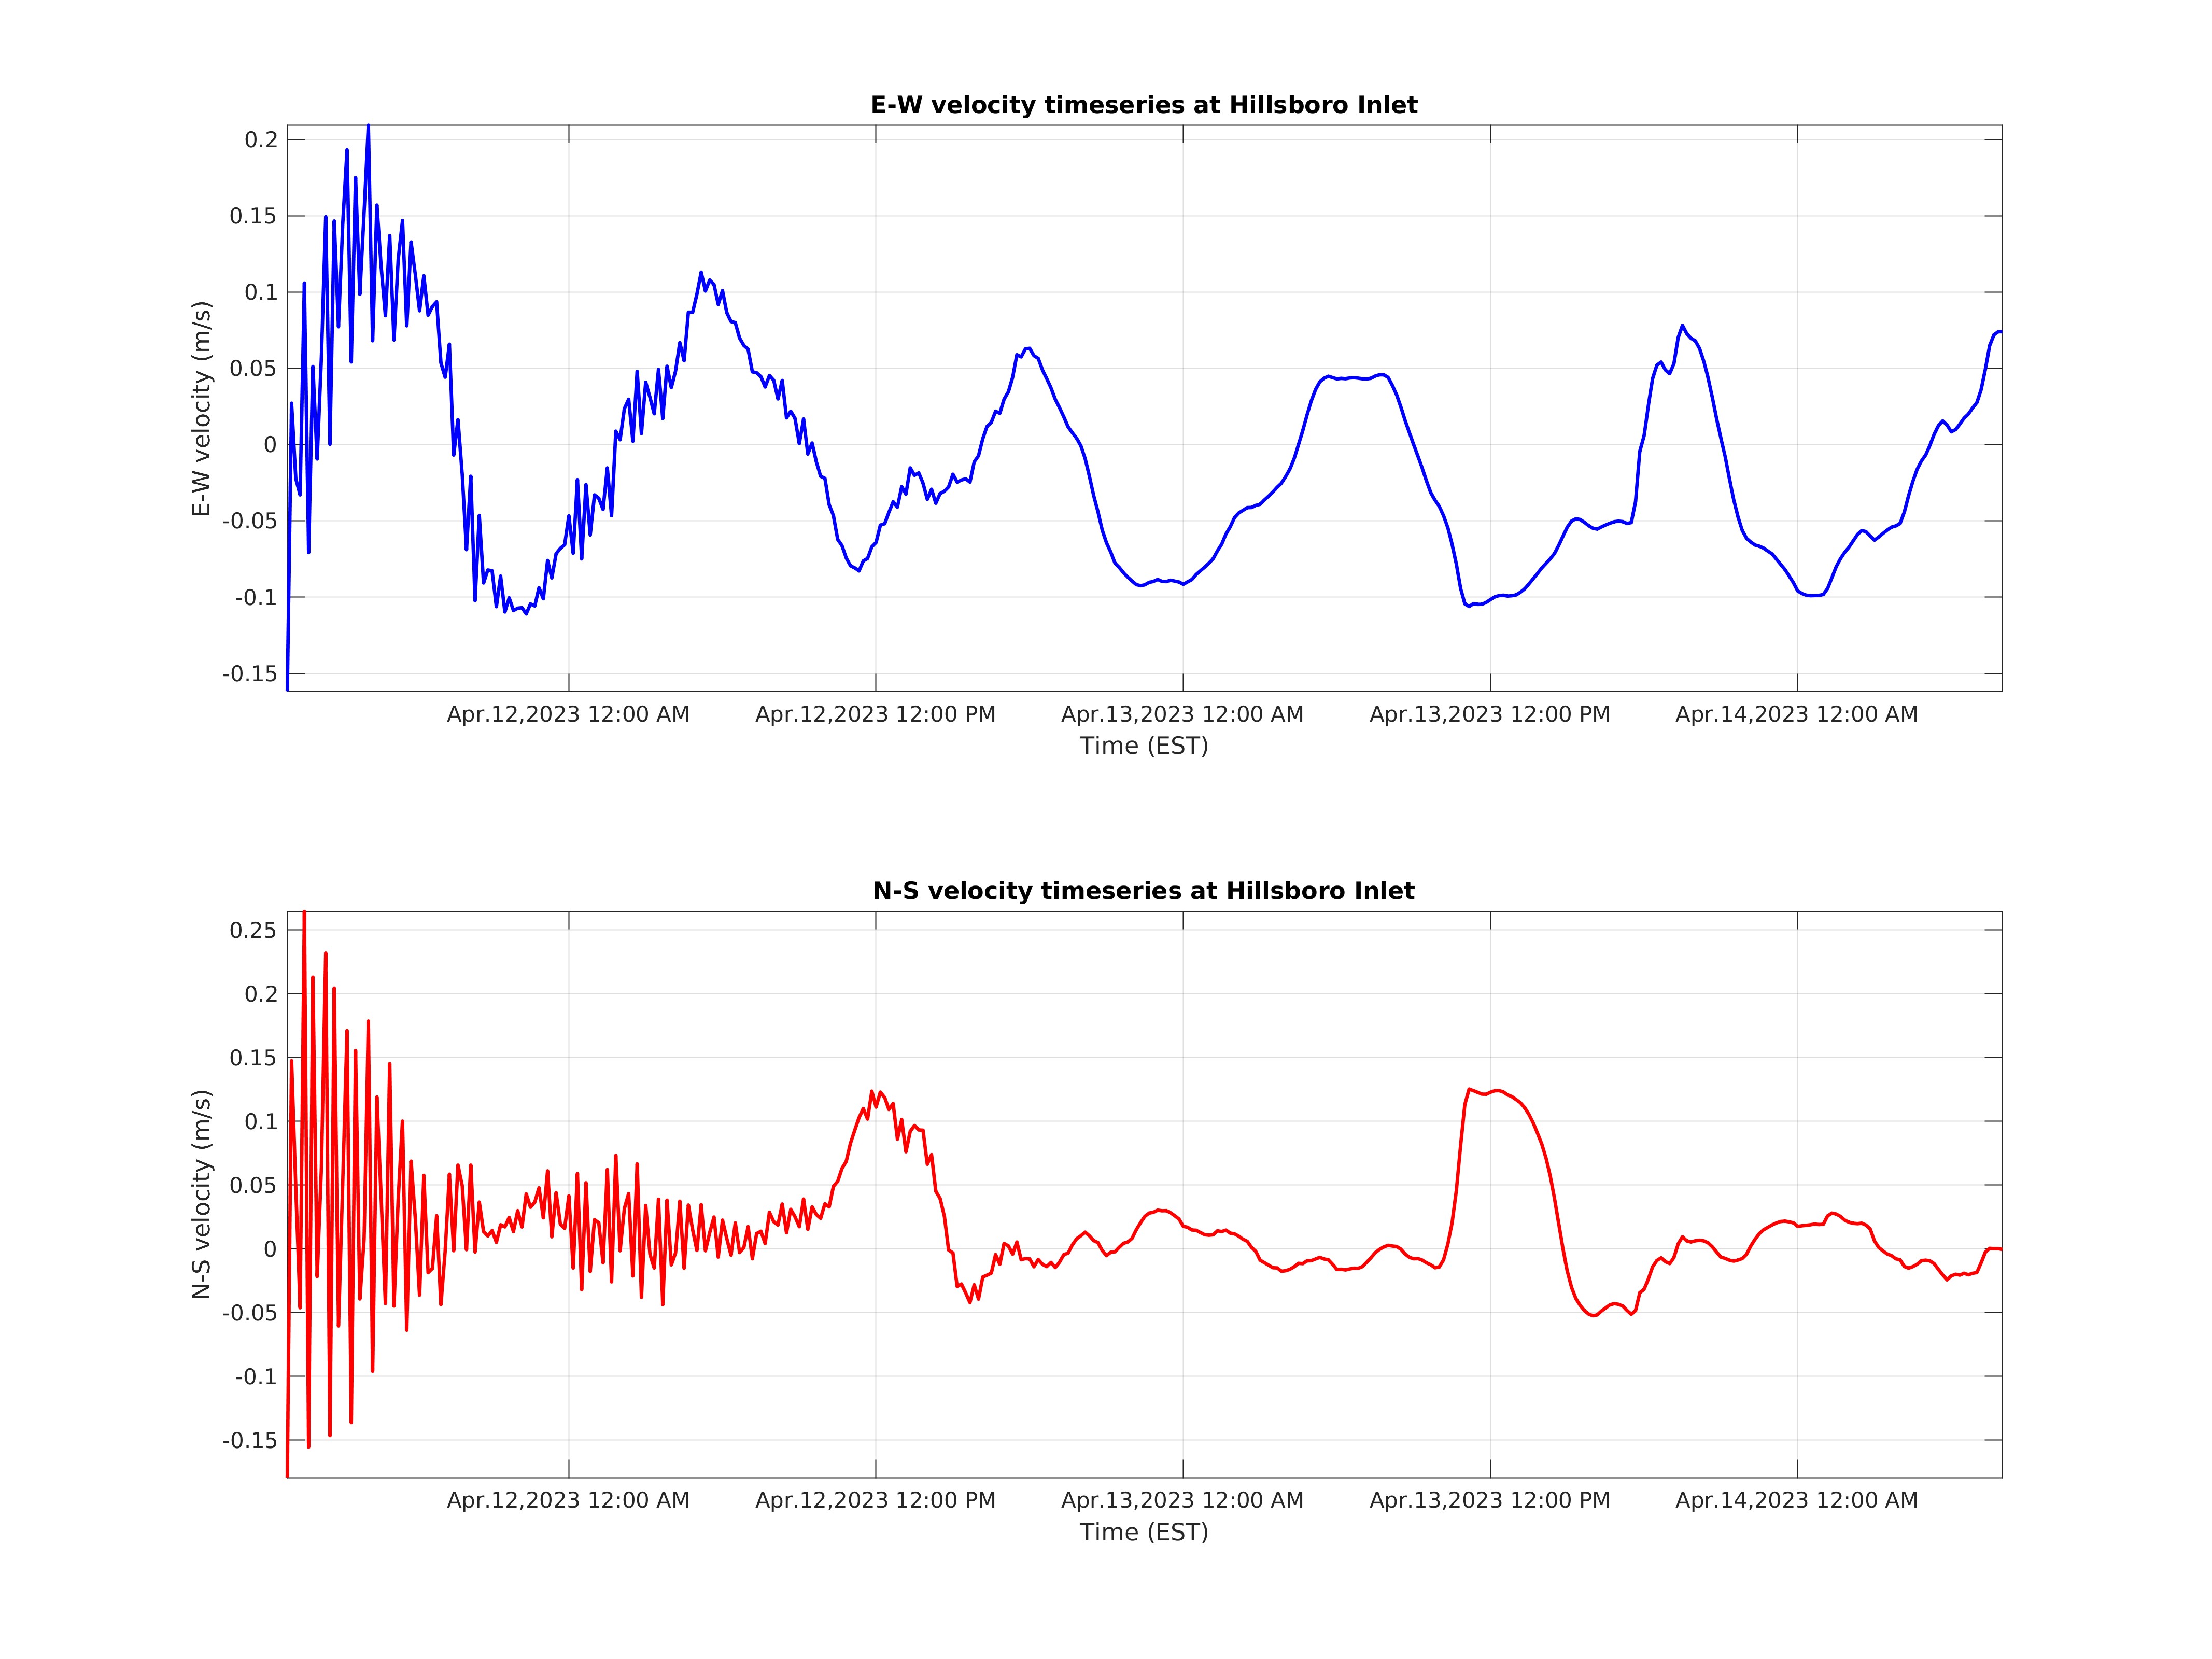 E-W velocity timeseries at Hillsboro Inlet
0.2
0.15
0.1
0.05
0
-0.05
-0.1
-0.15
E-W velocity (m/s)
Apr.12,2023 12:00 AM Apr.12,2023 12:00 PM Apr.13,2023 12:00 AM Apr.13,2023 12:00 PM Apr.14,2023 12:00 AM
Time (EST)
N-S velocity timeseries at Hillsboro Inlet
0.25
0.2
0.15
0.1
0.05
0
-0.05
-0.1
-0.15
N-S velocity (m/s)
Apr.12,2023 12:00 AM Apr.12,2023 12:00 PM Apr.13,2023 12:00 AM Apr.13,2023 12:00 PM Apr.14,2023 12:00 AM
Time (EST)